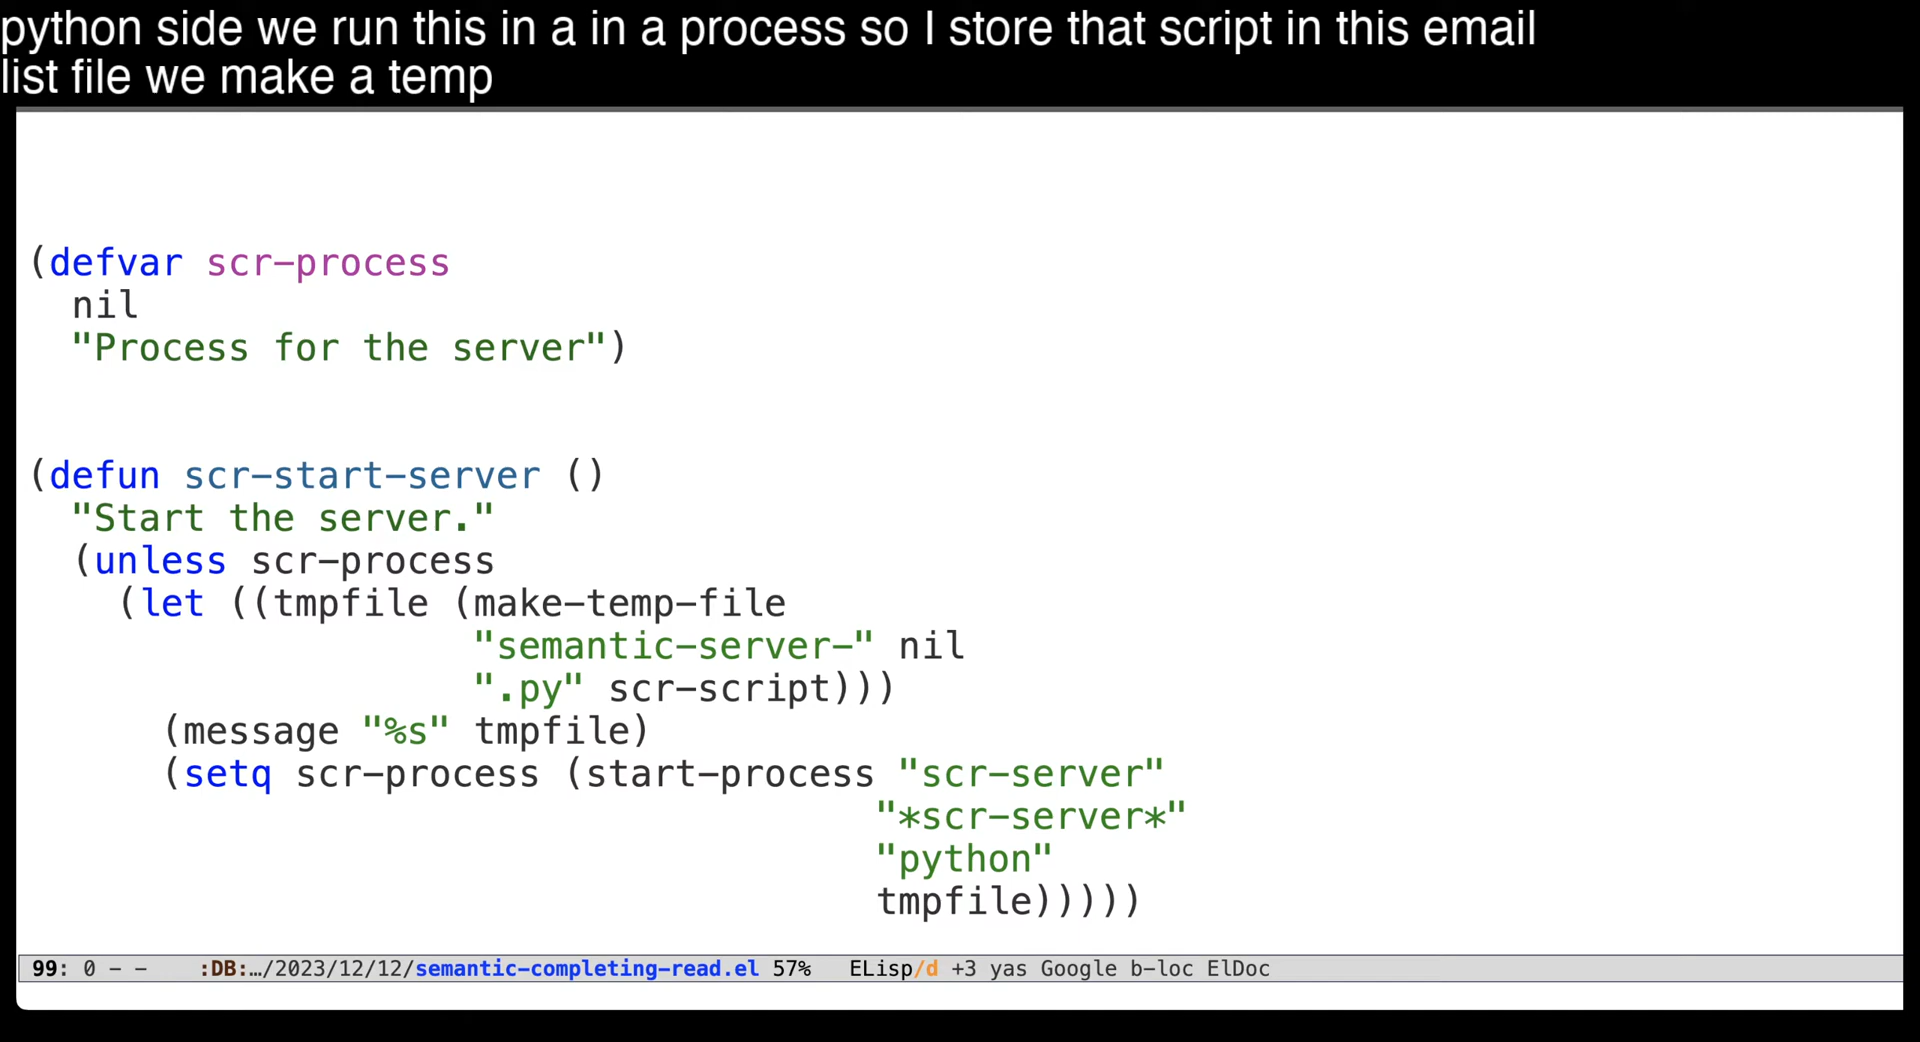 python side we run this in a in a process so I store that script in this email
list file we make a temp
(defvar scr-process
nil
"Process for the server")
(defun scr-start-server ()
"Start the server."
(unless scr-process
(let ((tmpfile (make-temp-file
"semantic-server-" nil
".py" scr-script)))
(message "%s" tmpfile)
(setq scr-process (start-process "scr-server"
"*scr-server*"
"python"
tmpfile)))))
99: 0 - - :DB:…/2023/12/12/semantic-completing-read.el 57% ELisp/d +3 yas Google b-loc ElDoc